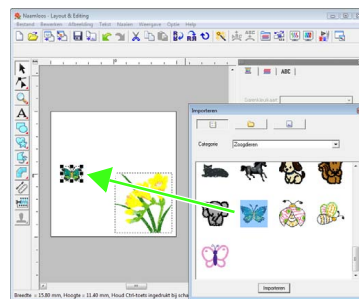 Naamloos - Layout & Editing
Bestand Bewerken Afbeelding Tekst Naaien Weergave Optie Help
ABC
Importeren
Categorie
Zoogdieren
Importeren
Breedte = 15.80 mm, Hoogte = 11.40 mm, Houd Ctrl-toets ingedrukt bij scha